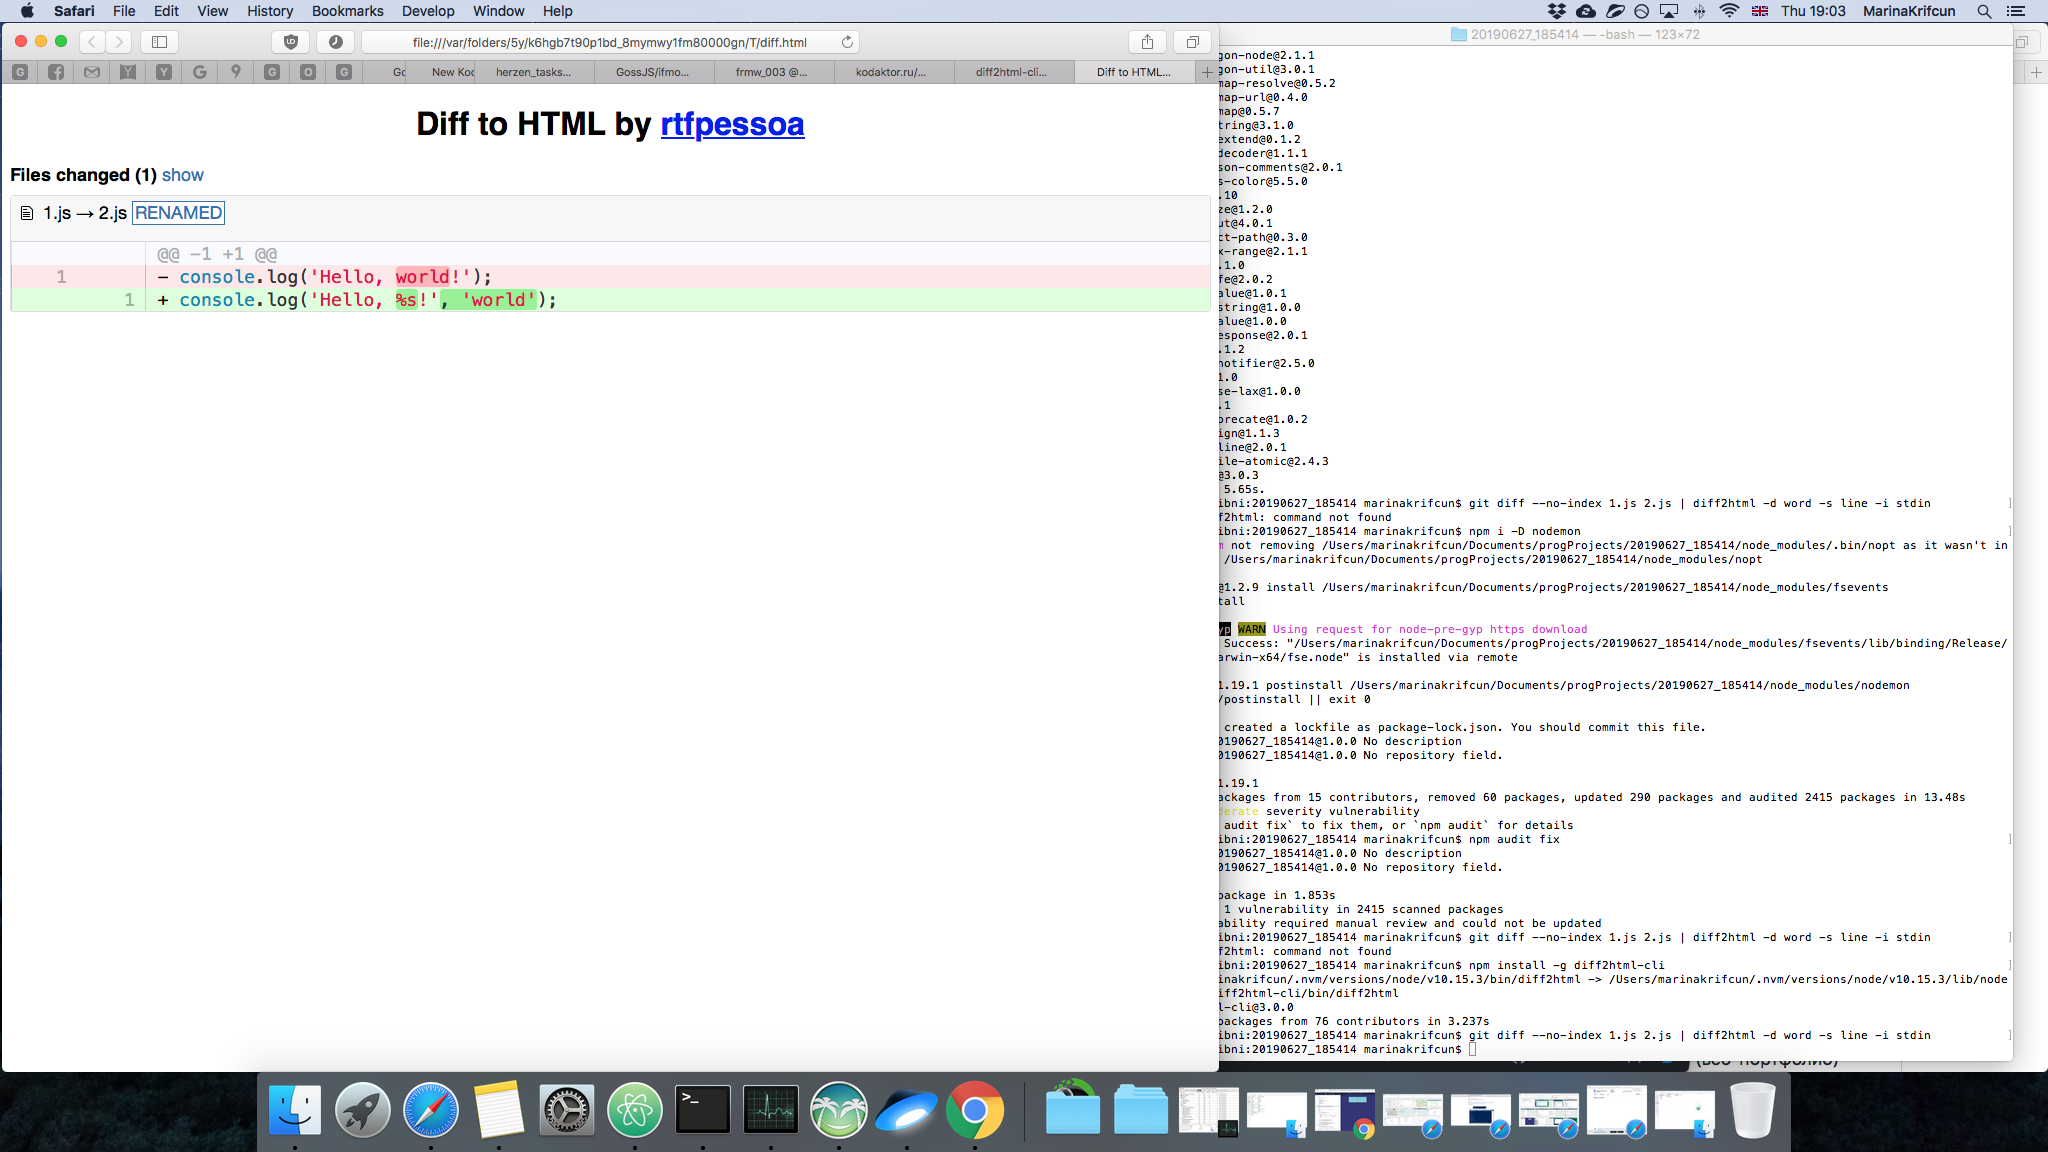 Safari File Edit View History Bookmarks Develop Window Help
Thu 19:03 MarinaKrifcun
file:///var/folders/5y/k6hgb7t90p1bd_8mymwy1fm80000gn/T/diff.html
Gc New Koc herzen_tasks... GossJS/ifmo... frmw_003 @... kodaktor.ru/... diff2html-cli... Diff to HTML...
Diff to HTML by rtfpessoa
Files changed (1) show
1.js → 2.js RENAMED
@@ -1 +1 @@
1 - console.log('Hello, world!');
1 + console.log('Hello, %s!', 'world');
20190627_185414 — -bash — 123×72
gon-node@2.1.1
gon-util@3.0.1
map-resolve@0.5.2
map-url@0.4.0
map@0.5.7
tring@3.1.0
extend@0.1.2
decoder@1.1.1
son-comments@2.0.1
s-color@5.5.0
.10
ze@1.2.0
ut@4.0.1
ct-path@0.3.0
x-range@2.1.1
.1.0
fe@2.0.2
alue@1.0.1
string@1.0.0
alue@1.0.0
esponse@2.0.1
.1.2
notifier@2.5.0
1.0
se-lax@1.0.0
.1
precate@1.0.2
ign@1.1.3
line@2.0.1
ile-atomic@2.4.3
@3.0.3
5.65s.
ibni:20190627_185414 marinakrifcun$ git diff --no-index 1.js 2.js | diff2html -d word -s line -i stdin
f2html: command not found
ibni:20190627_185414 marinakrifcun$ npm i -D nodemon
m not removing /Users/marinakrifcun/Documents/progProjects/20190627_185414/node_modules/.bin/nopt as it wasn't in
/Users/marinakrifcun/Documents/progProjects/20190627_185414/node_modules/nopt
@1.2.9 install /Users/marinakrifcun/Documents/progProjects/20190627_185414/node_modules/fsevents
tall
yp WARN Using request for node-pre-gyp https download
Success: "/Users/marinakrifcun/Documents/progProjects/20190627_185414/node_modules/fsevents/lib/binding/Release/
arwin-x64/fse.node" is installed via remote
1.19.1 postinstall /Users/marinakrifcun/Documents/progProjects/20190627_185414/node_modules/nodemon
/postinstall || exit 0
created a lockfile as package-lock.json. You should commit this file.
0190627_185414@1.0.0 No description
0190627_185414@1.0.0 No repository field.
1.19.1
ackages from 15 contributors, removed 60 packages, updated 290 packages and audited 2415 packages in 13.48s
derate severity vulnerability
audit fix` to fix them, or `npm audit` for details
ibni:20190627_185414 marinakrifcun$ npm audit fix
0190627_185414@1.0.0 No description
0190627_185414@1.0.0 No repository field.
package in 1.853s
1 vulnerability in 2415 scanned packages
ability required manual review and could not be updated
ibni:20190627_185414 marinakrifcun$ git diff --no-index 1.js 2.js | diff2html -d word -s line -i stdin
f2html: command not found
ibni:20190627_185414 marinakrifcun$ npm install -g diff2html-cli
inakrifcun/.nvm/versions/node/v10.15.3/bin/diff2html -> /Users/marinakrifcun/.nvm/versions/node/v10.15.3/lib/node
iff2html-cli/bin/diff2html
l-cli@3.0.0
packages from 76 contributors in 3.237s
ibni:20190627_185414 marinakrifcun$ git diff --no-index 1.js 2.js | diff2html -d word -s line -i stdin
ibni:20190627_185414 marinakrifcun$